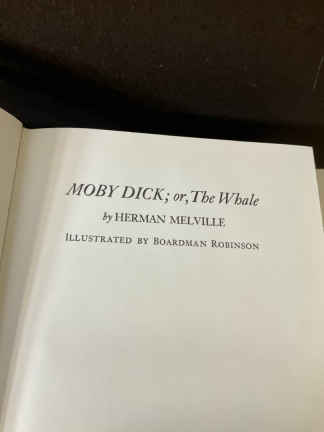 MOBY DICK; or, The Whale
by HERMAN MELVILLE
ILLUSTRATED BY BOARDMAN ROBINSON